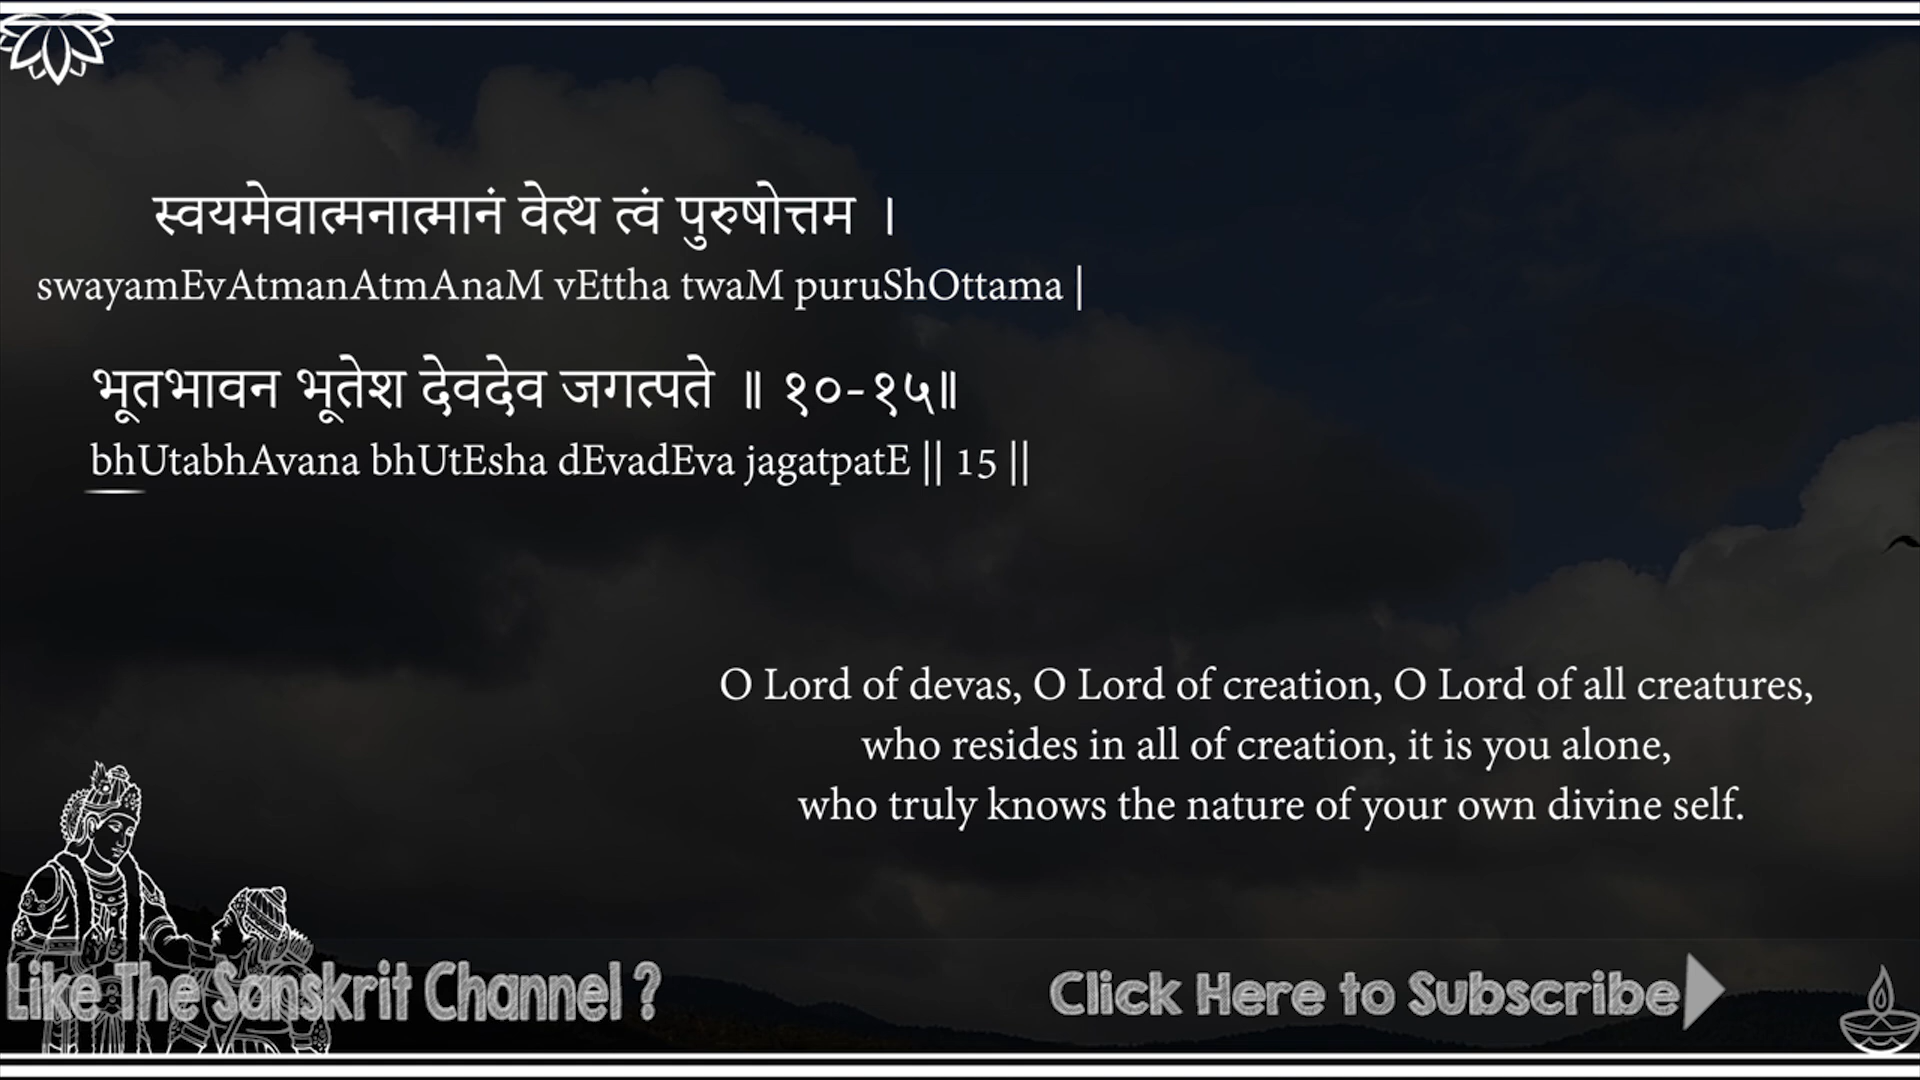 स्वयमेवात्मनात्मानं वेत्थ त्वं पुरुषोत्तम ।
swayamEvAtmanAtmAnaM vEttha twaM puruShOttama |
भूतभावन भूतेश देवदेव जगत्पते ॥ १०-१५॥
bhUtabhAvana bhUtEsha dEvadEva jagatpatE || 15 ||
O Lord of devas, O Lord of creation, O Lord of all creatures,
who resides in all of creation, it is you alone,
who truly knows the nature of your own divine self.
Like The Sanskrit Channel ?
Click Here to Subscribe